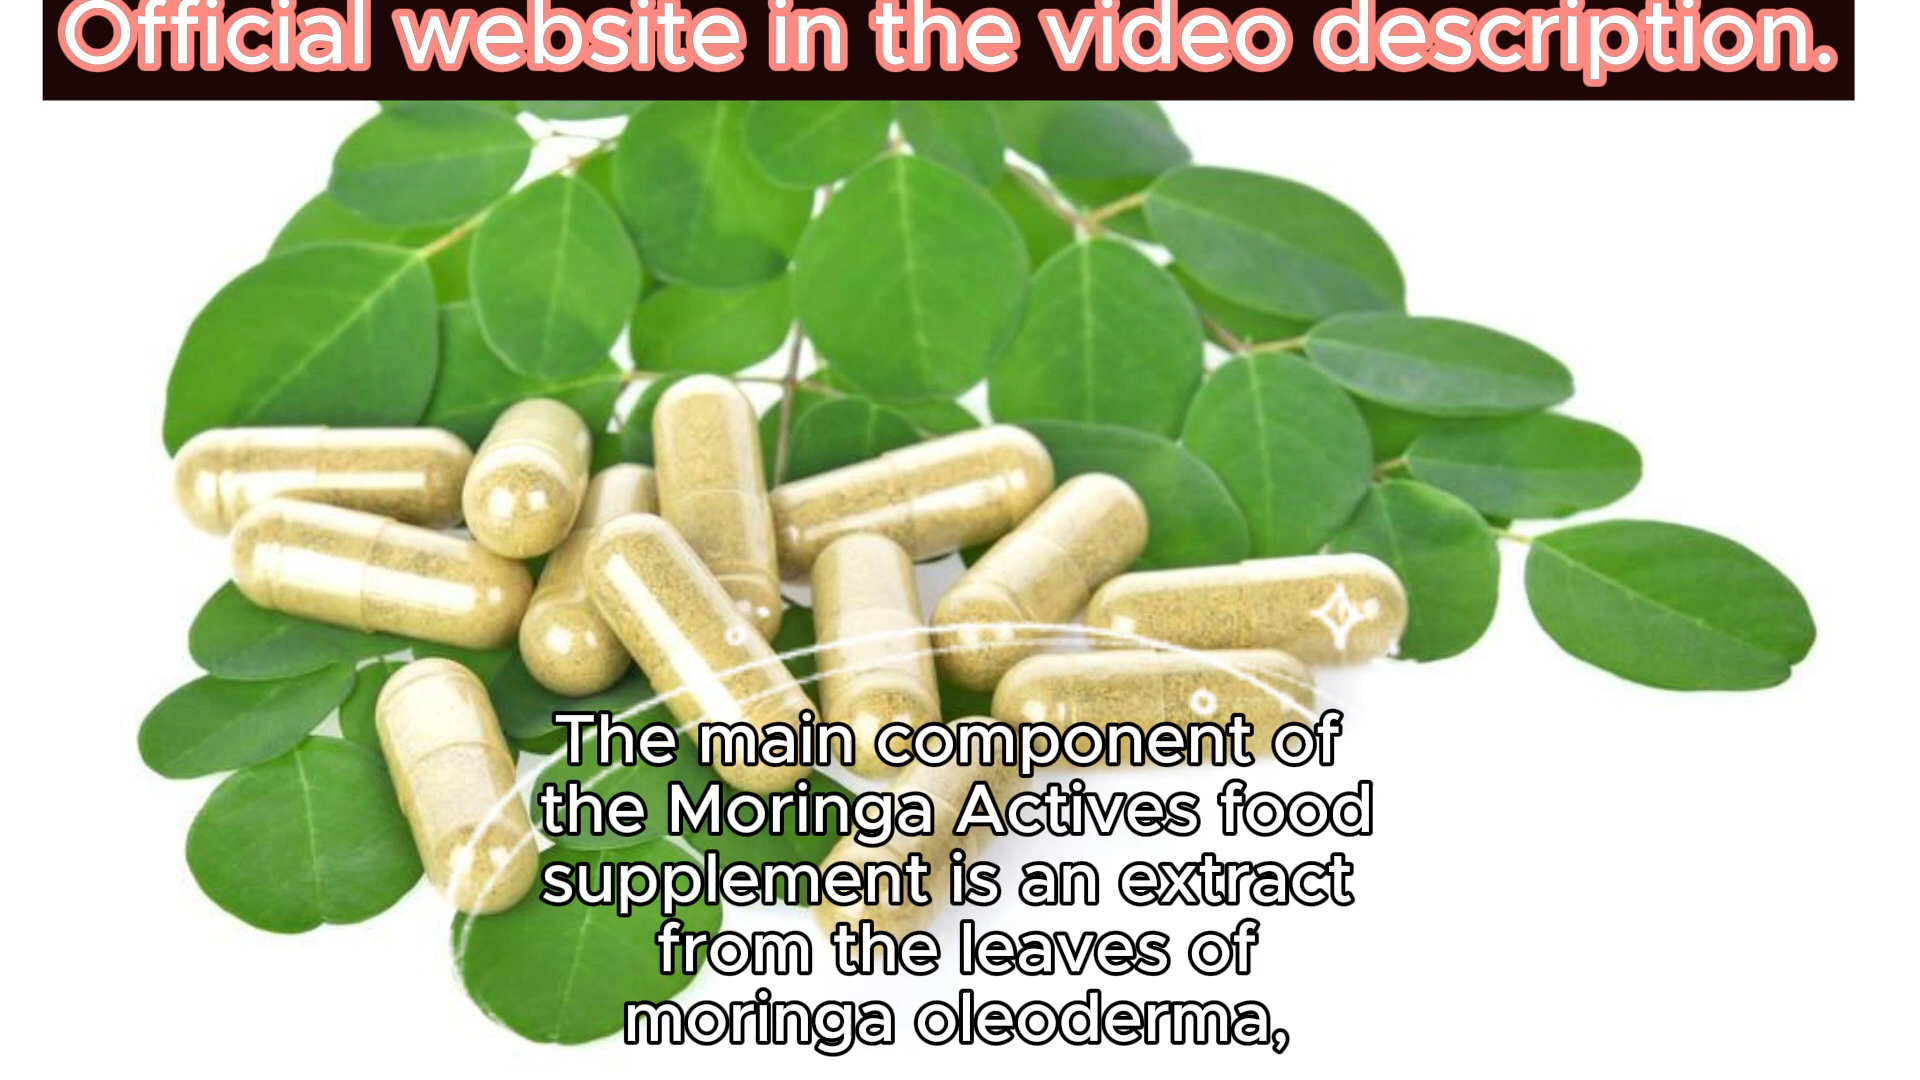 Official website in the video description.
The main component of
the Moringa Actives food
supplement is an extract
from the leaves of
moringa oleoderma,